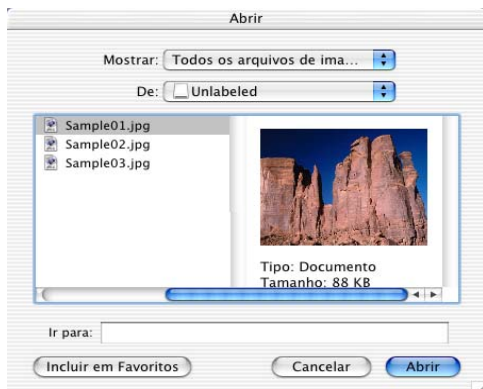 Abrir
Mostrar: Todos os arquivos de ima...
De: Unlabeled
Sample01.jpg
Sample02.jpg
Sample03.jpg
Tipo: Documento
Tamanho: 88 KB
Ir para:
Incluir em Favoritos Cancelar Abrir